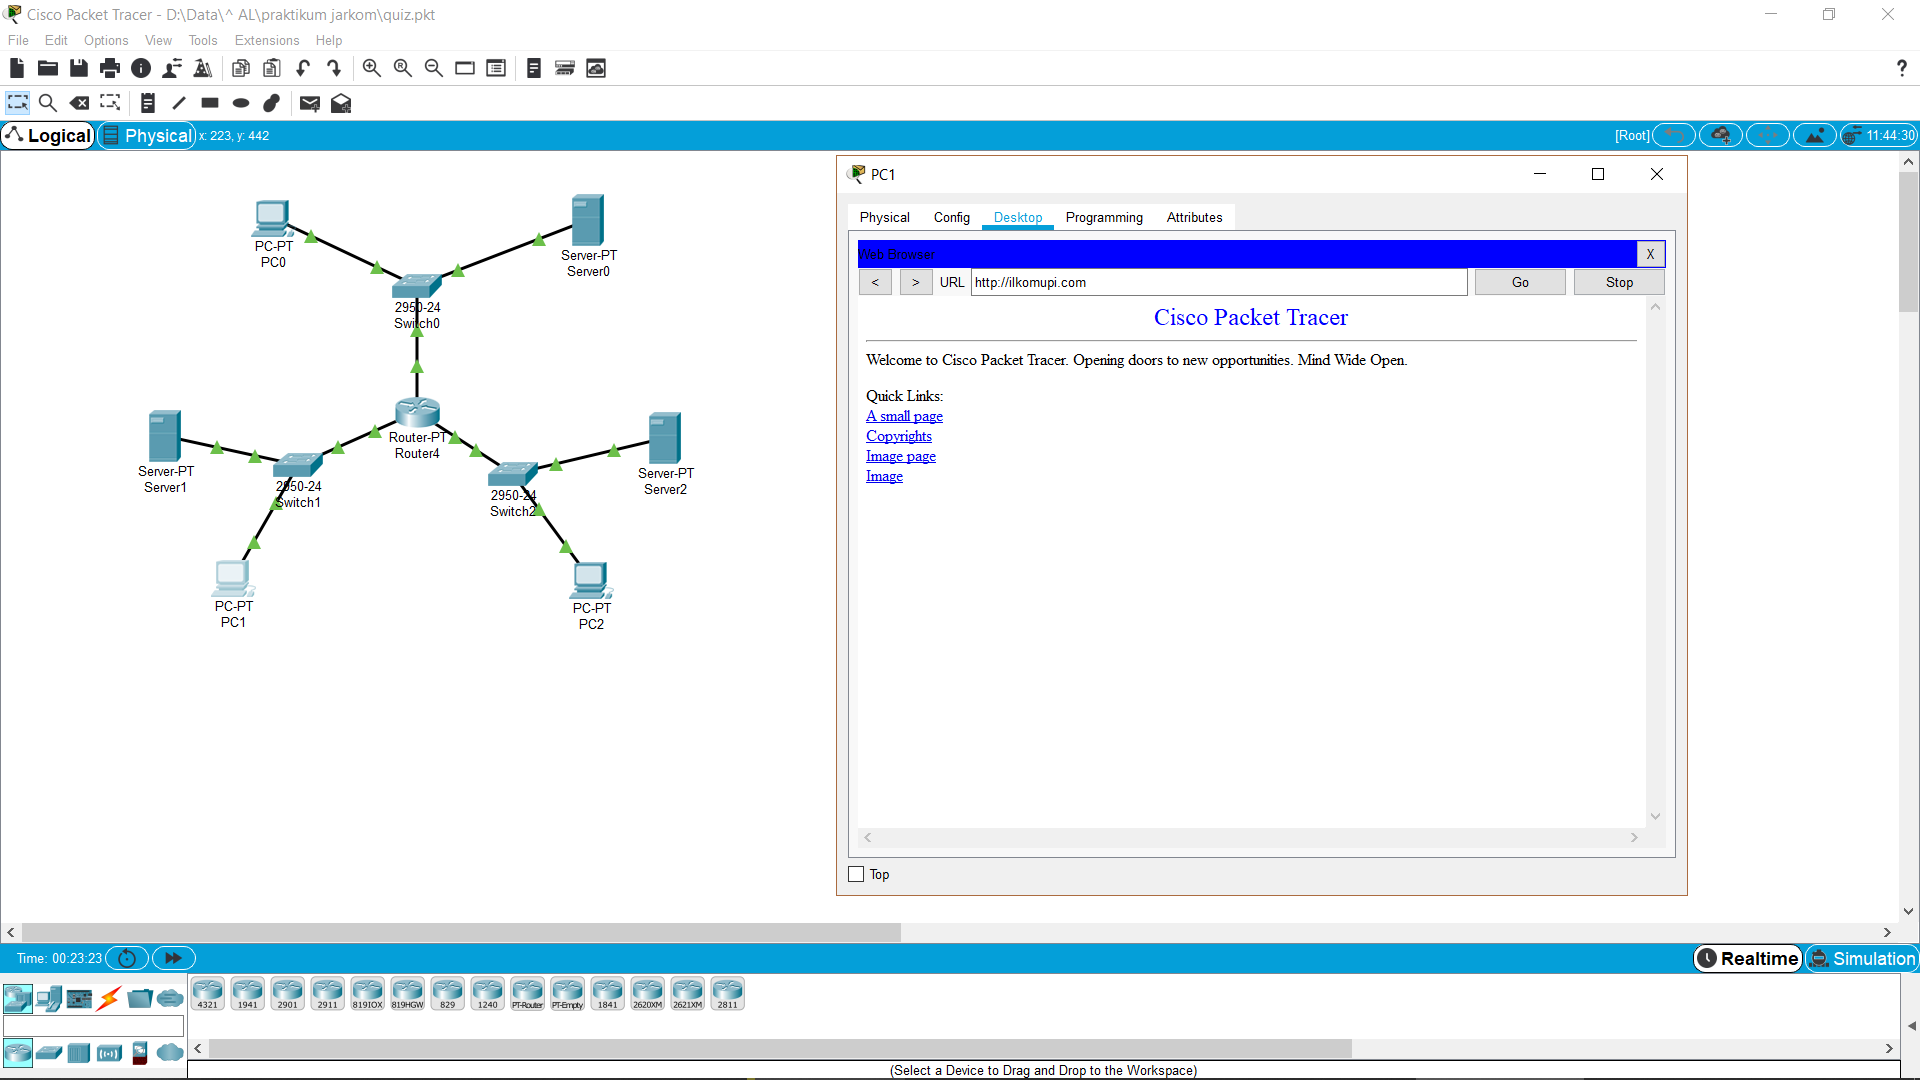 Cisco Packet Tracer - D:\Data\^ AL\praktikum jarkom\quiz.pkt
File Edit Options View Tools Extensions Help
?
Logical Physical x: 223, y: 442 [Root] 11:44:30
PC-PT
PC0
Server-PT
Server0
2950-24
Switch0
Router-PT
Router4
Server-PT
Server1
2950-24
Switch1
2950-24
Switch2
Server-PT
Server2
PC-PT
PC1
PC-PT
PC2
PC1
Physical Config Desktop Programming Attributes
Web Browser X
< > URL http://ilkomupi.com Go Stop
Cisco Packet Tracer
Welcome to Cisco Packet Tracer. Opening doors to new opportunities. Mind Wide Open.
Quick Links:
A small page
Copyrights
Image page
Image
Top
Time: 00:23:23 Realtime Simulation
4321 1941 2901 2911 819IOX 819HGW 829 1240 PT-Router PT-Empty 1841 2620XM 2621XM 2811
(Select a Device to Drag and Drop to the Workspace)